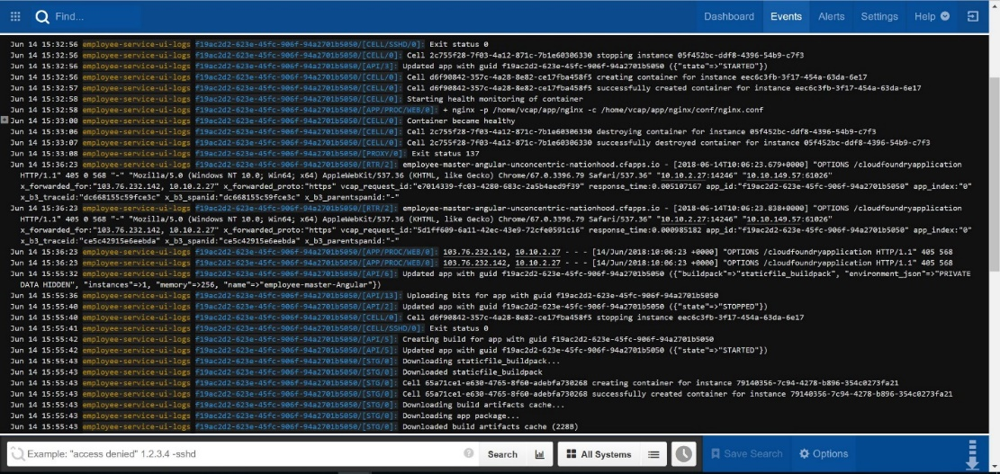 Find...
Dashboard Events Alerts Settings Help
Jun 14 15:32:56 employee-service-ui-logs f19ac2d2-623e-45fc-906f-94a2701b5050/[CELL/SSHD/0]: Exit status 0
Jun 14 15:32:56 employee-service-ui-logs f19ac2d2-623e-45fc-906f-94a2701b5050/[CELL/0]: Cell 2c755f28-7f03-4a12-871c-7b1e60306330 stopping instance 05f452bc-ddf8-4396-54b9-c7f3
Jun 14 15:32:56 employee-service-ui-logs f19ac2d2-623e-45fc-906f-94a2701b5050/[API/3]: Updated app with guid f19ac2d2-623e-45fc-906f-94a2701b5050 ({"state"=>"STARTED"})
Jun 14 15:32:56 employee-service-ui-logs f19ac2d2-623e-45fc-906f-94a2701b5050/[CELL/0]: Cell d6f90842-357c-4a28-8e82-ce17fba458f5 creating container for instance eec6c3fb-3f17-454a-63da-6e17
Jun 14 15:32:57 employee-service-ui-logs f19ac2d2-623e-45fc-906f-94a2701b5050/[CELL/0]: Cell d6f90842-357c-4a28-8e82-ce17fba458f5 successfully created container for instance eec6c3fb-3f17-454a-63da-6e17
Jun 14 15:32:58 employee-service-ui-logs f19ac2d2-623e-45fc-906f-94a2701b5050/[CELL/0]: Starting health monitoring of container
Jun 14 15:32:58 employee-service-ui-logs f19ac2d2-623e-45fc-906f-94a2701b5050/[APP/PROC/WEB/0]: + nginx -p /home/vcap/app/nginx -c /home/vcap/app/nginx/conf/nginx.conf
Jun 14 15:33:00 employee-service-ui-logs f19ac2d2-623e-45fc-906f-94a2701b5050/[CELL/0]: Container became healthy
Jun 14 15:33:06 employee-service-ui-logs f19ac2d2-623e-45fc-906f-94a2701b5050/[CELL/0]: Cell 2c755f28-7f03-4a12-871c-7b1e60306330 destroying container for instance 05f452bc-ddf8-4396-54b9-c7f3
Jun 14 15:33:07 employee-service-ui-logs f19ac2d2-623e-45fc-906f-94a2701b5050/[CELL/0]: Cell 2c755f28-7f03-4a12-871c-7b1e60306330 successfully destroyed container for instance 05f452bc-ddf8-4396-54b9-c7f3
Jun 14 15:33:08 employee-service-ui-logs f19ac2d2-623e-45fc-906f-94a2701b5050/[PROXY/0]: Exit status 137
Jun 14 15:36:23 employee-service-ui-logs f19ac2d2-623e-45fc-906f-94a2701b5050/[RTR/2]: employee-master-angular-unconcentric-nationhood.cfapps.io - [2018-06-14T10:06:23.679+0000] "OPTIONS /cloudfoundryapplication
HTTP/1.1" 405 0 568 "-" "Mozilla/5.0 (Windows NT 10.0; Win64; x64) AppleWebKit/537.36 (KHTML, like Gecko) Chrome/67.0.3396.79 Safari/537.36" "10.10.2.27:14246" "10.10.149.57:61026"
x_forwarded_for:"103.76.232.142, 10.10.2.27" x_forwarded_proto:"https" vcap_request_id:"e7014339-fc03-4280-683c-2a5b4aed9f39" response_time:0.005107167 app_id:"f19ac2d2-623e-45fc-906f-94a2701b5050" app_index:"0"
x_b3_traceid:"dc668155c59fce3c" x_b3_spanid:"dc668155c59fce3c" x_b3_parentspanid:"-"
Jun 14 15:36:23 employee-service-ui-logs f19ac2d2-623e-45fc-906f-94a2701b5050/[RTR/2]: employee-master-angular-unconcentric-nationhood.cfapps.io - [2018-06-14T10:06:23.838+0000] "OPTIONS /cloudfoundryapplication
HTTP/1.1" 405 0 568 "-" "Mozilla/5.0 (Windows NT 10.0; Win64; x64) AppleWebKit/537.36 (KHTML, like Gecko) Chrome/67.0.3396.79 Safari/537.36" "10.10.2.27:14246" "10.10.149.57:61026"
x_forwarded_for:"103.76.232.142, 10.10.2.27" x_forwarded_proto:"https" vcap_request_id:"5d1ff609-6a11-42ec-43e9-72cfe0591c16" response_time:0.000985182 app_id:"f19ac2d2-623e-45fc-906f-94a2701b5050" app_index:"0"
x_b3_traceid:"ce5c42915e6eebda" x_b3_spanid:"ce5c42915e6eebda" x_b3_parentspanid:"-"
Jun 14 15:36:23 employee-service-ui-logs f19ac2d2-623e-45fc-906f-94a2701b5050/[APP/PROC/WEB/0]: 103.76.232.142, 10.10.2.27 - - - [14/Jun/2018:10:06:23 +0000] "OPTIONS /cloudfoundryapplication HTTP/1.1" 405 568
Jun 14 15:36:23 employee-service-ui-logs f19ac2d2-623e-45fc-906f-94a2701b5050/[APP/PROC/WEB/0]: 103.76.232.142, 10.10.2.27 - - - [14/Jun/2018:10:06:23 +0000] "OPTIONS /cloudfoundryapplication HTTP/1.1" 405 568
Jun 14 15:55:32 employee-service-ui-logs f19ac2d2-623e-45fc-906f-94a2701b5050/[API/6]: Updated app with guid f19ac2d2-623e-45fc-906f-94a2701b5050 ({"buildpack"=>"staticfile_buildpack", "environment_json"=>"PRIVATE
DATA HIDDEN", "instances"=>1, "memory"=>256, "name"=>"employee-master-Angular"})
Jun 14 15:55:36 employee-service-ui-logs f19ac2d2-623e-45fc-906f-94a2701b5050/[API/13]: Uploading bits for app with guid f19ac2d2-623e-45fc-906f-94a2701b5050
Jun 14 15:55:40 employee-service-ui-logs f19ac2d2-623e-45fc-906f-94a2701b5050/[API/2]: Updated app with guid f19ac2d2-623e-45fc-906f-94a2701b5050 ({"state"=>"STOPPED"})
Jun 14 15:55:40 employee-service-ui-logs f19ac2d2-623e-45fc-906f-94a2701b5050/[CELL/0]: Cell d6f90842-357c-4a28-8e82-ce17fba458f5 stopping instance eec6c3fb-3f17-454a-63da-6e17
Jun 14 15:55:41 employee-service-ui-logs f19ac2d2-623e-45fc-906f-94a2701b5050/[CELL/SSHD/0]: Exit status 0
Jun 14 15:55:42 employee-service-ui-logs f19ac2d2-623e-45fc-906f-94a2701b5050/[API/5]: Creating build for app with guid f19ac2d2-623e-45fc-906f-94a2701b5050
Jun 14 15:55:42 employee-service-ui-logs f19ac2d2-623e-45fc-906f-94a2701b5050/[API/5]: Updated app with guid f19ac2d2-623e-45fc-906f-94a2701b5050 ({"state"=>"STARTED"})
Jun 14 15:55:43 employee-service-ui-logs f19ac2d2-623e-45fc-906f-94a2701b5050/[STG/0]: Downloading staticfile_buildpack...
Jun 14 15:55:43 employee-service-ui-logs f19ac2d2-623e-45fc-906f-94a2701b5050/[STG/0]: Downloaded staticfile_buildpack
Jun 14 15:55:43 employee-service-ui-logs f19ac2d2-623e-45fc-906f-94a2701b5050/[STG/0]: Cell 65a71ce1-e630-4765-8f60-adebfa730268 creating container for instance 79140356-7c94-4278-b896-354c0273fa21
Jun 14 15:55:43 employee-service-ui-logs f19ac2d2-623e-45fc-906f-94a2701b5050/[STG/0]: Cell 65a71ce1-e630-4765-8f60-adebfa730268 successfully created container for instance 79140356-7c94-4278-b896-354c0273fa21
Jun 14 15:55:43 employee-service-ui-logs f19ac2d2-623e-45fc-906f-94a2701b5050/[STG/0]: Downloading build artifacts cache...
Jun 14 15:55:43 employee-service-ui-logs f19ac2d2-623e-45fc-906f-94a2701b5050/[STG/0]: Downloading app package...
Jun 14 15:55:43 employee-service-ui-logs f19ac2d2-623e-45fc-906f-94a2701b5050/[STG/0]: Downloaded build artifacts cache (228B)
Example: "access denied" 1.2.3.4 -sshd Search All Systems Save Search Options